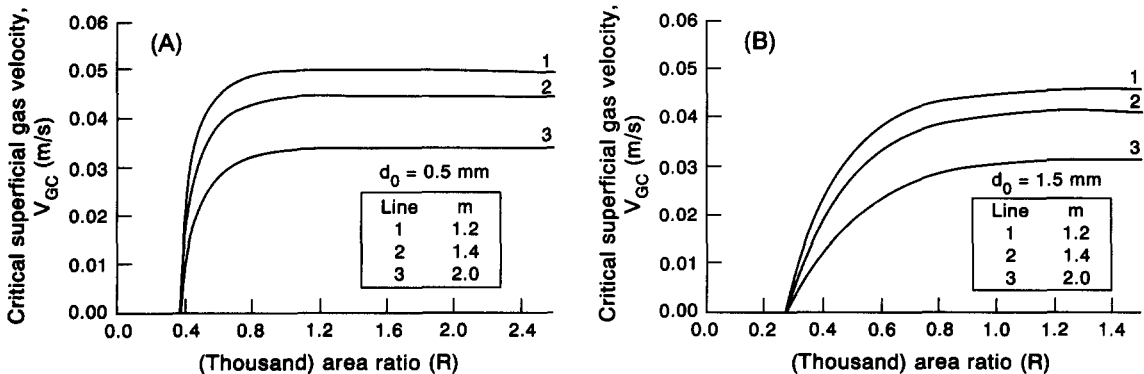 Critical superficial gas velocity,
V_GC (m/s)
0.06
0.05
0.04
0.03
0.02
0.01
0.00
(A)
1
2
3
d_0 = 0.5 mm
Line m
1 1.2
2 1.4
3 2.0
0.0 0.4 0.8 1.2 1.6 2.0 2.4
(Thousand) area ratio (R)
Critical superficial gas velocity,
V_GC (m/s)
0.06
0.05
0.04
0.03
0.02
0.01
0.00
(B)
1
2
3
d_0 = 1.5 mm
Line m
1 1.2
2 1.4
3 2.0
0.0 0.2 0.4 0.6 0.8 1.0 1.2 1.4
(Thousand) area ratio (R)